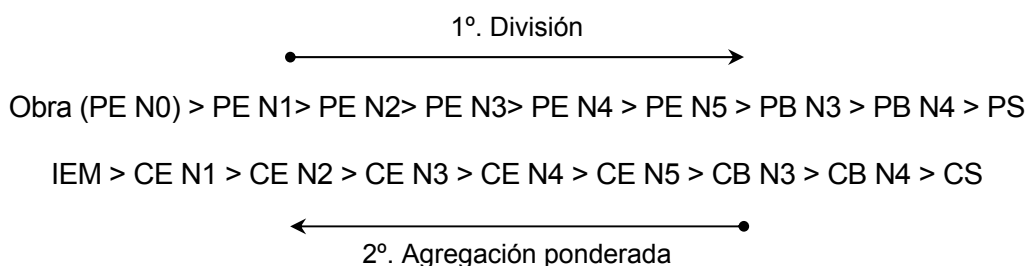 1º. División
Obra (PE N0) > PE N1> PE N2> PE N3> PE N4 > PE N5 > PB N3 > PB N4 > PS
IEM > CE N1 > CE N2 > CE N3 > CE N4 > CE N5 > CB N3 > CB N4 > CS
2º. Agregación ponderada